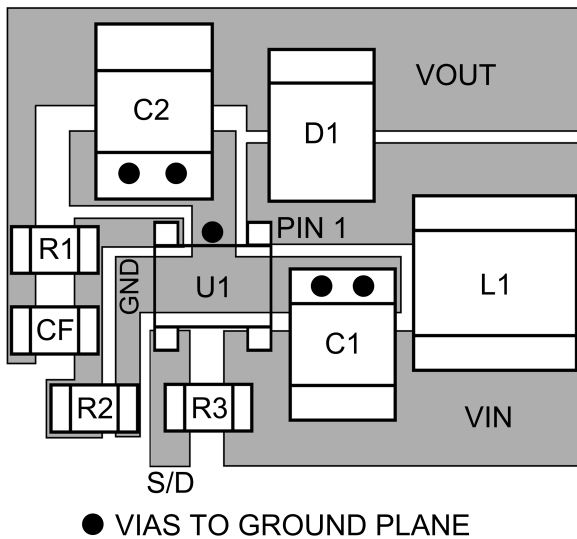 VOUT
C2
D1
PIN 1
R1
GND
U1
L1
CF
C1
R2
R3
VIN
S/D
VIAS TO GROUND PLANE